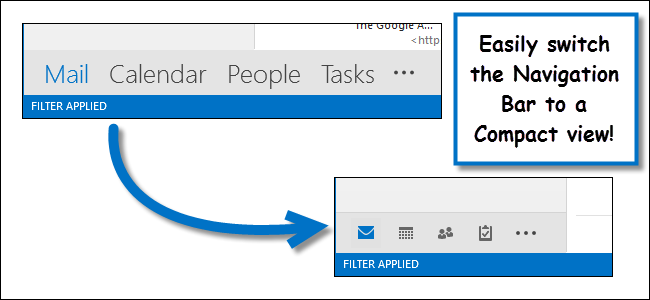 The Google A...
<http
Mail Calendar People Tasks •••
FILTER APPLIED
Easily switch
the Navigation
Bar to a
Compact view!
•••
FILTER APPLIED